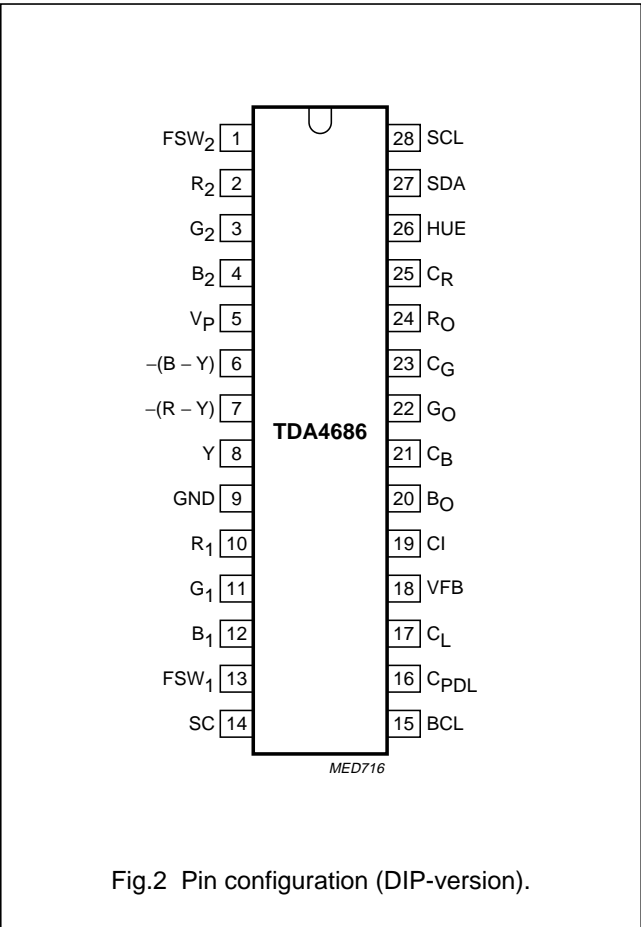 FSW2 1 28 SCL
R2 2 27 SDA
G2 3 26 HUE
B2 4 25 CR
VP 5 24 RO
−(B − Y) 6 23 CG
−(R − Y) 7 22 GO
TDA4686
Y 8 21 CB
GND 9 20 BO
R1 10 19 CI
G1 11 18 VFB
B1 12 17 CL
FSW1 13 16 CPDL
SC 14 15 BCL
MED716
Fig.2 Pin configuration (DIP-version).